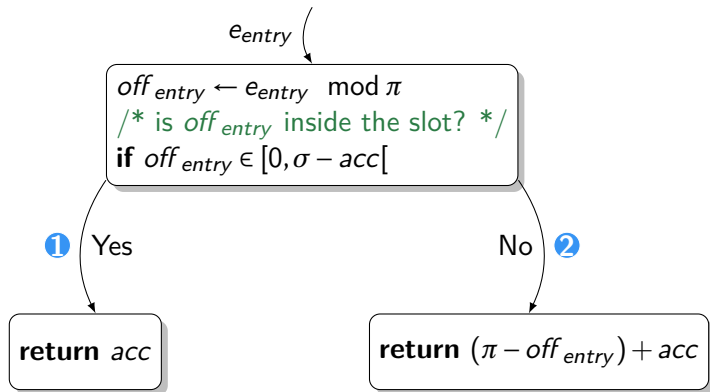 e_entry
off_entry ← e_entry mod π
/* is off_entry inside the slot? */
if off_entry ∈ [0, σ − acc[
1 Yes
No 2
return acc
return (π − off_entry) + acc